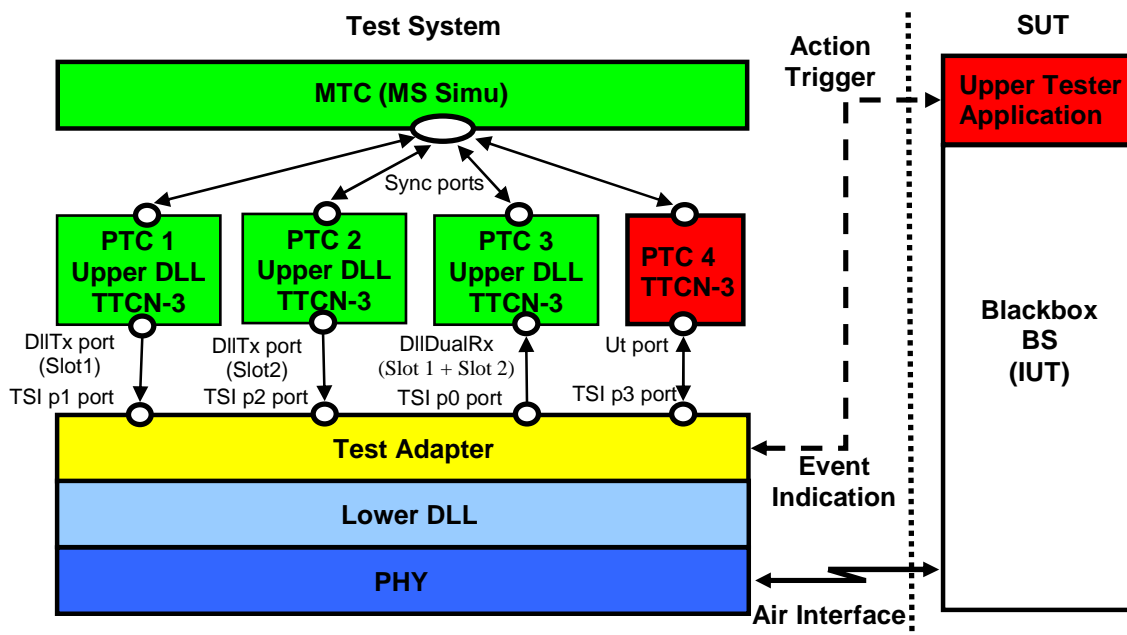 Test System
Action
Trigger
SUT
MTC (MS Simu)
Upper Tester
Application
Sync ports
PTC 1
Upper DLL
TTCN-3
PTC 2
Upper DLL
TTCN-3
PTC 3
Upper DLL
TTCN-3
PTC 4
TTCN-3
Blackbox
BS
(IUT)
DllTx port
(Slot1)
TSI p1 port
DllTx port
(Slot2)
TSI p2 port
DllDualRx
(Slot 1 + Slot 2)
TSI p0 port
Ut port
TSI p3 port
Test Adapter
Event
Indication
Lower DLL
PHY
Air Interface